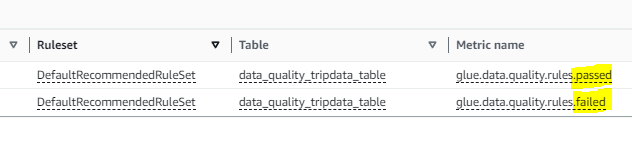 Ruleset Table Metric name
DefaultRecommendedRuleSet data_quality_tripdata_table glue.data.quality.rules.passed
DefaultRecommendedRuleSet data_quality_tripdata_table glue.data.quality.rules.failed